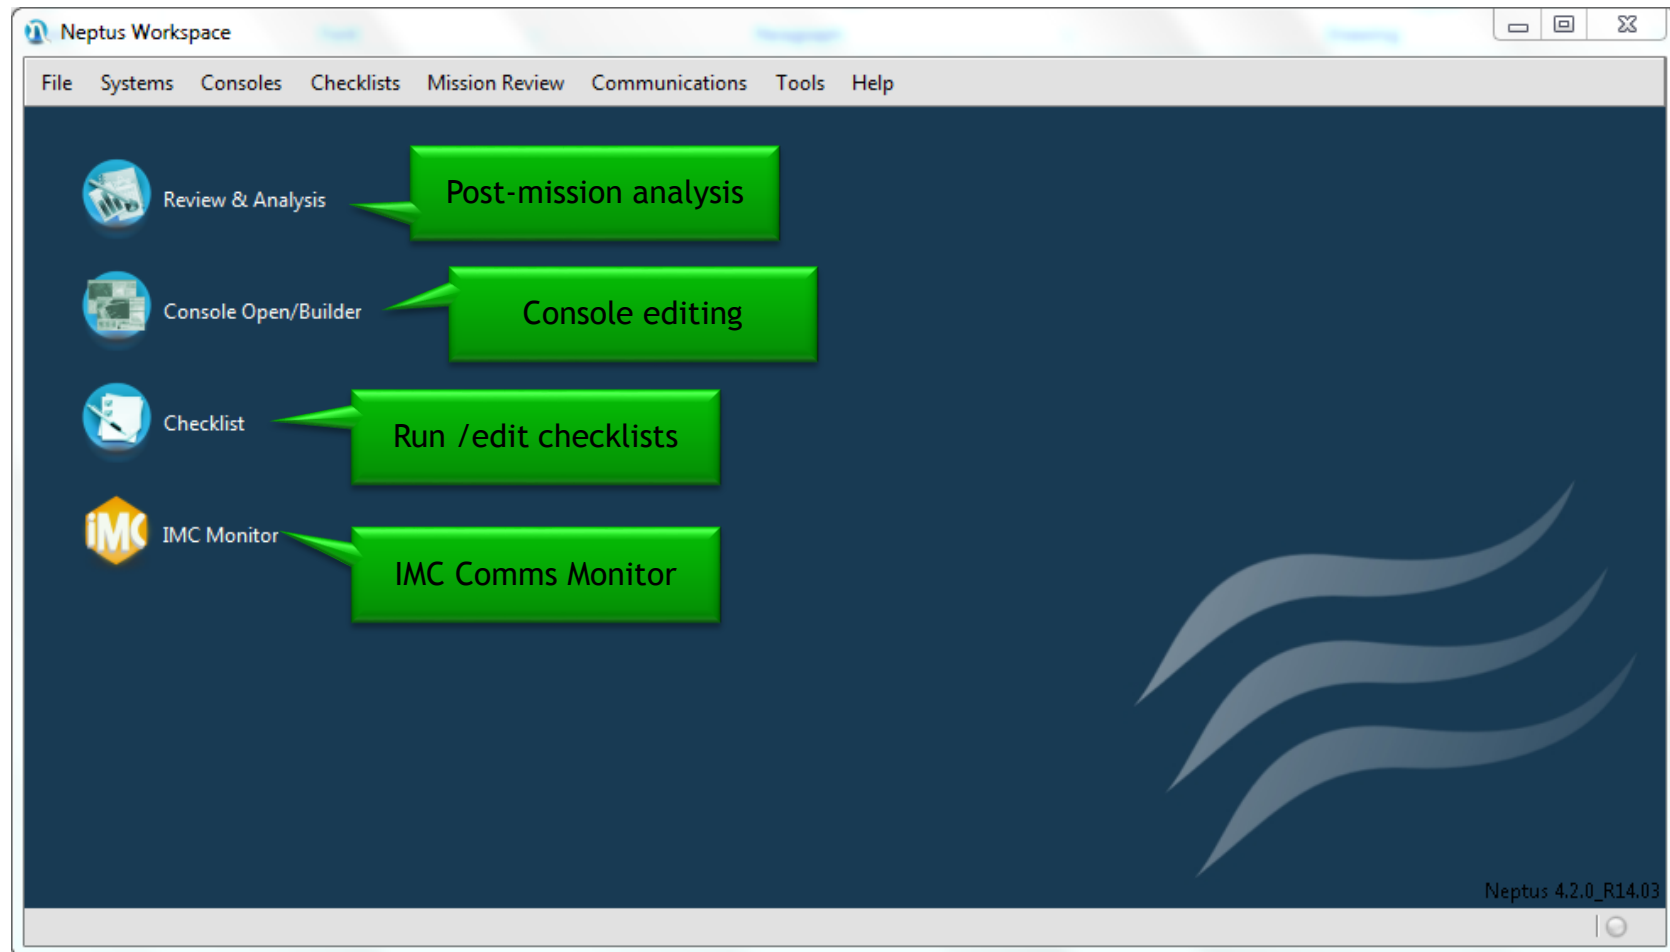 Neptus Workspace
File Systems Consoles Checklists Mission Review Communications Tools Help
Review & Analysis
Post-mission analysis
Console Open/Builder
Console editing
Checklist
Run /edit checklists
iMC
IMC Monitor
IMC Comms Monitor
Neptus 4.2.0_R14.03